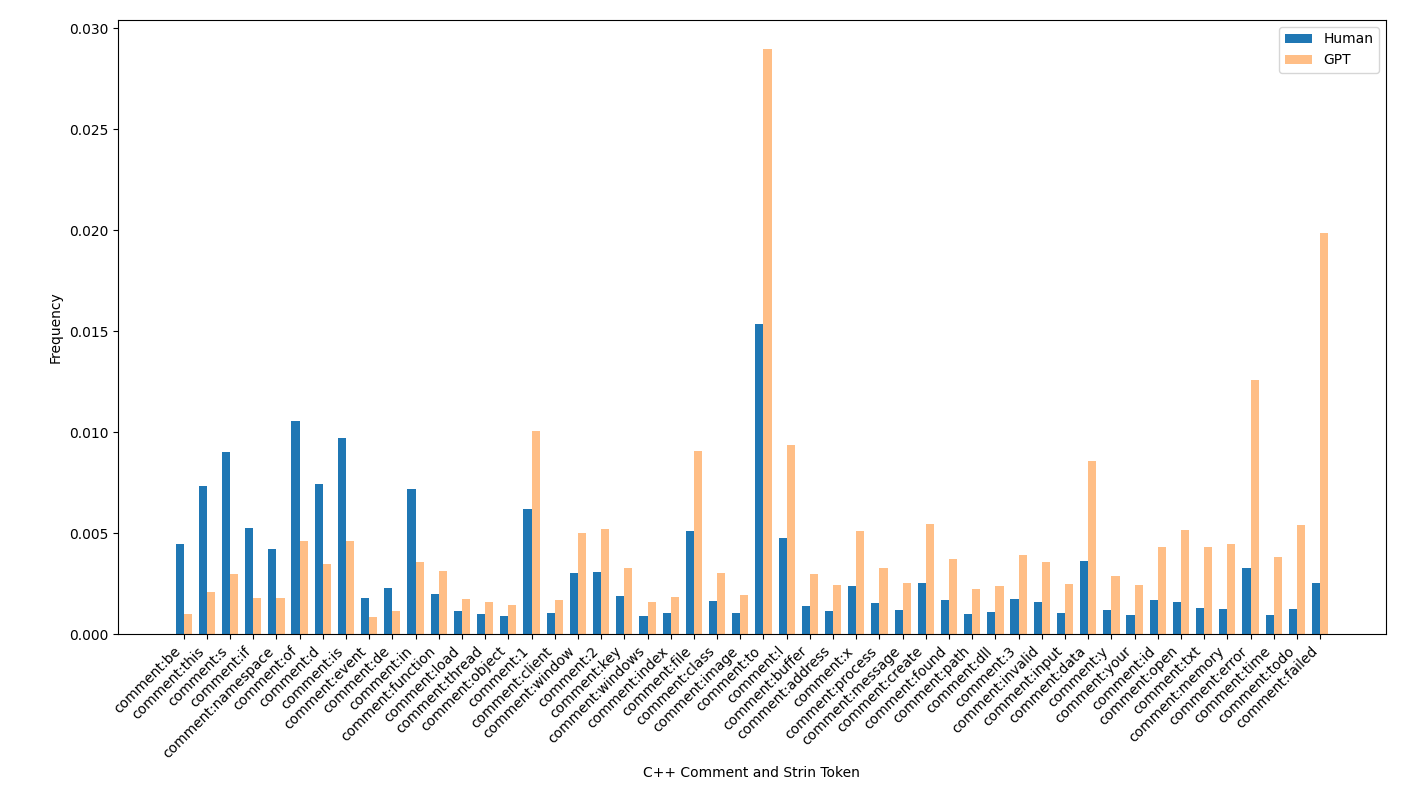 0.030
0.025
0.020
0.015
0.010
0.005
0.000
Frequency
Human
GPT
comment:be
comment:this
comment:s
comment:if
comment:namespace
comment:of
comment:d
comment:is
comment:event
comment:de
comment:in
comment:function
comment:load
comment:thread
comment:object
comment:1
comment:client
comment:window
comment:2
comment:key
comment:windows
comment:index
comment:file
comment:class
comment:image
comment:to
comment:l
comment:buffer
comment:address
comment:x
comment:process
comment:message
comment:create
comment:found
comment:path
comment:dll
comment:3
comment:invalid
comment:input
comment:data
comment:y
comment:your
comment:id
comment:open
comment:txt
comment:memory
comment:error
comment:time
comment:todo
comment:failed
C++ Comment and Strin Token